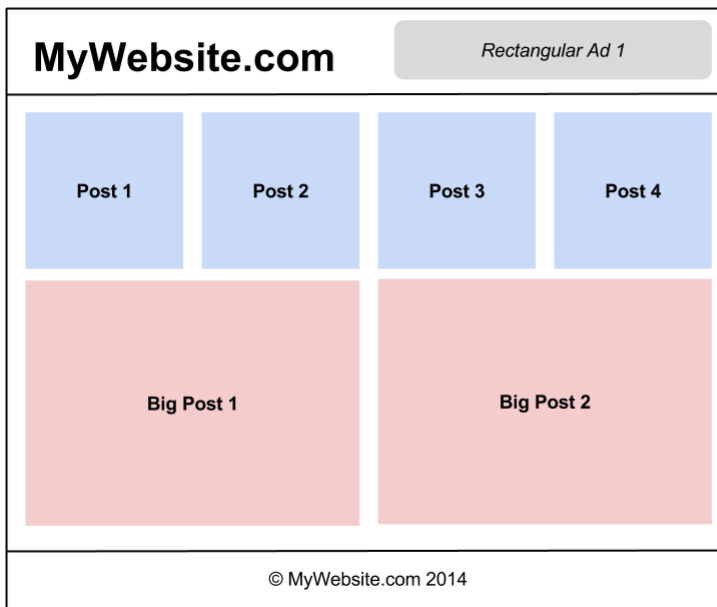 MyWebsite.com
Rectangular Ad 1
Post 1
Post 2
Post 3
Post 4
Big Post 1
Big Post 2
© MyWebsite.com 2014